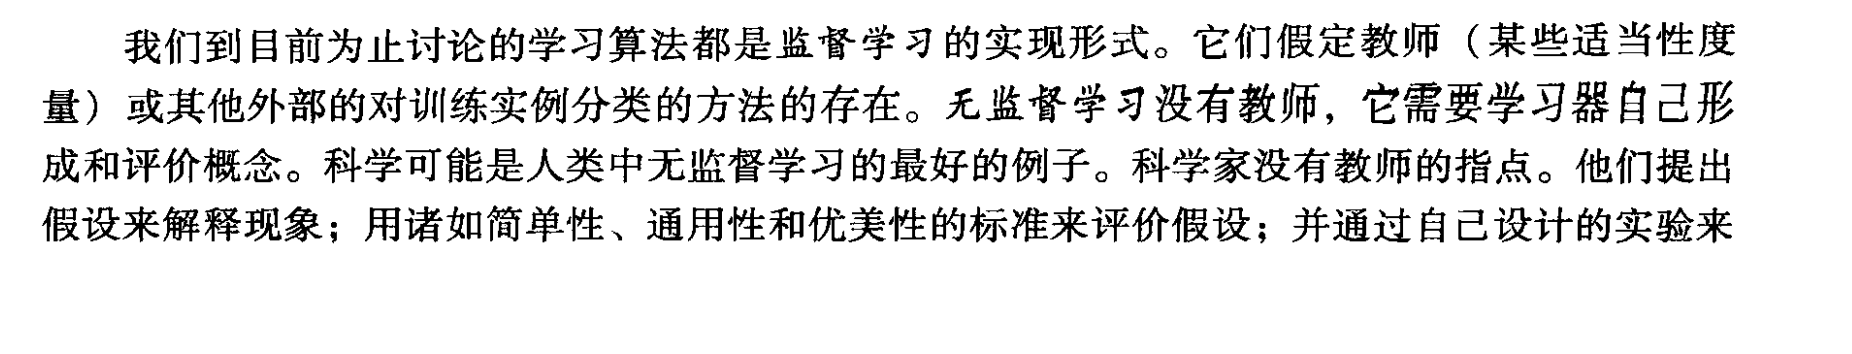 我们到目前为止讨论的学习算法都是监督学习的实现形式。它们假定教师（某些适当性度
量）或其他外部的对训练实例分类的方法的存在。无监督学习没有教师，它需要学习器自己形
成和评价概念。科学可能是人类中无监督学习的最好的例子。科学家没有教师的指点。他们提出
假设来解释现象；用诸如简单性、通用性和优美性的标准来评价假设；并通过自己设计的实验来